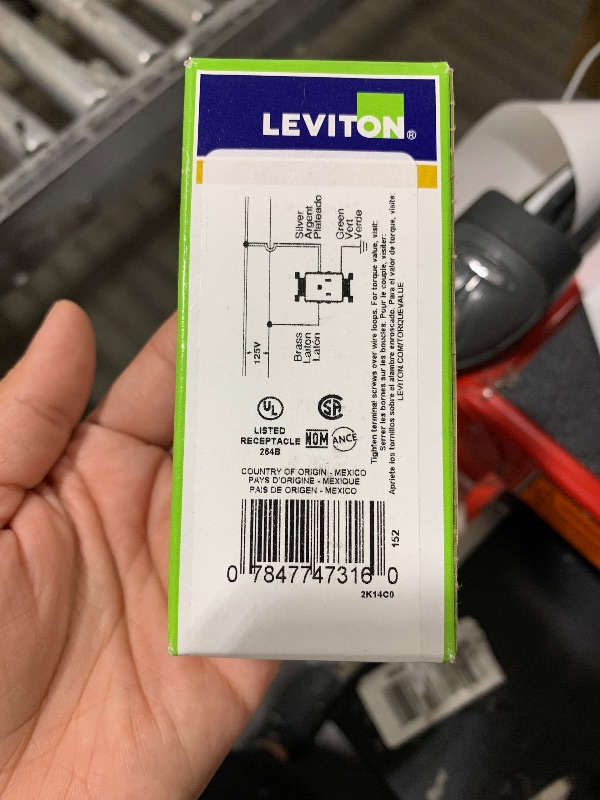 LEVITON®
Silver
Argent
Plateado
Green
Vert
Verde
Brass
Laiton
Latón
125V
Tighten terminal screws over wire loops. For torque value, visit:
Serrer les bornes sur les boucles. Pour le couple, visiter:
Apriete los tornillos sobre el alambre enroscado. Para el valor de torque, visite:
LEVITON.COM/TORQUEVALUE
UL
SA
LISTED
RECEPTACLE
264B
NOM
ANCE
COUNTRY OF ORIGIN - MEXICO
PAYS D'ORIGINE - MEXIQUE
PAIS DE ORIGEN - MEXICO
152
0 78477 47316 0
2K14C0